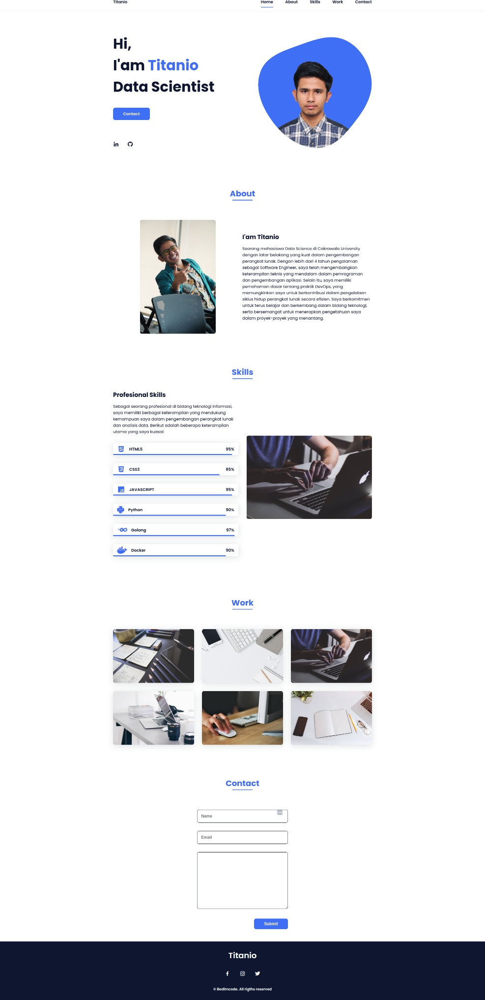 Titanio
Home About Skills Work Contact
Hi,
I'am Titanio
Data Scientist
Contact
About
I'am Titanio
Seorang mahasiswa Data Science di Cakrawala University
dengan latar belakang yang kuat dalam pengembangan
perangkat lunak. Dengan lebih dari 4 tahun pengalaman
sebagai Software Engineer, saya telah mengembangkan
keterampilan teknis yang mendalam dalam pemrograman
dan pengembangan aplikasi. Selain itu, saya memiliki
pemahaman dasar tentang praktik DevOps, yang
memungkinkan saya untuk berkontribusi dalam pengelolaan
siklus hidup perangkat lunak secara efisien. Saya berkomitmen
untuk terus belajar dan berkembang dalam bidang teknologi,
serta bersemangat untuk menerapkan pengetahuan saya
dalam proyek-proyek yang menantang.
Skills
Profesional Skills
Sebagai seorang profesional di bidang teknologi informasi,
saya memiliki berbagai keterampilan yang mendukung
kemampuan saya dalam pengembangan perangkat lunak
dan analisis data. Berikut adalah beberapa keterampilan
utama yang saya kuasai:
HTML5 95%
CSS3 85%
JS JAVASCRIPT 95%
Python 90%
GO Golang 97%
Docker 90%
Work
Contact
Name
Email
Submit
Titanio
© Bedimcode. All rigths reserved